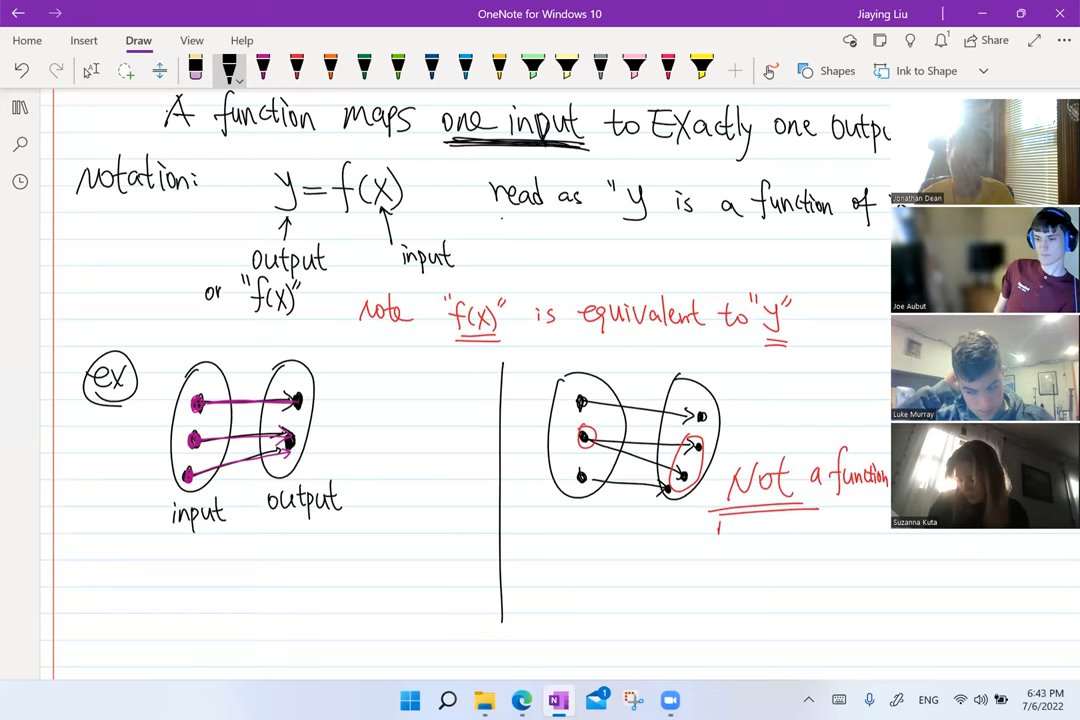 OneNote for Windows 10
Jiaying Liu
Home Insert Draw View Help
Share
Shapes
Ink to Shape
A function maps one input to EXactly one outpu
Notation: y = f(x) read as "y is a function of
output input
or "f(x)"
note "f(x)" is equivalent to "y"
ex
input output
Not a function
Jonathan Dean
Joe Aubut
Luke Murray
Suzanna Kuta
1
ENG
6:43 PM
7/6/2022